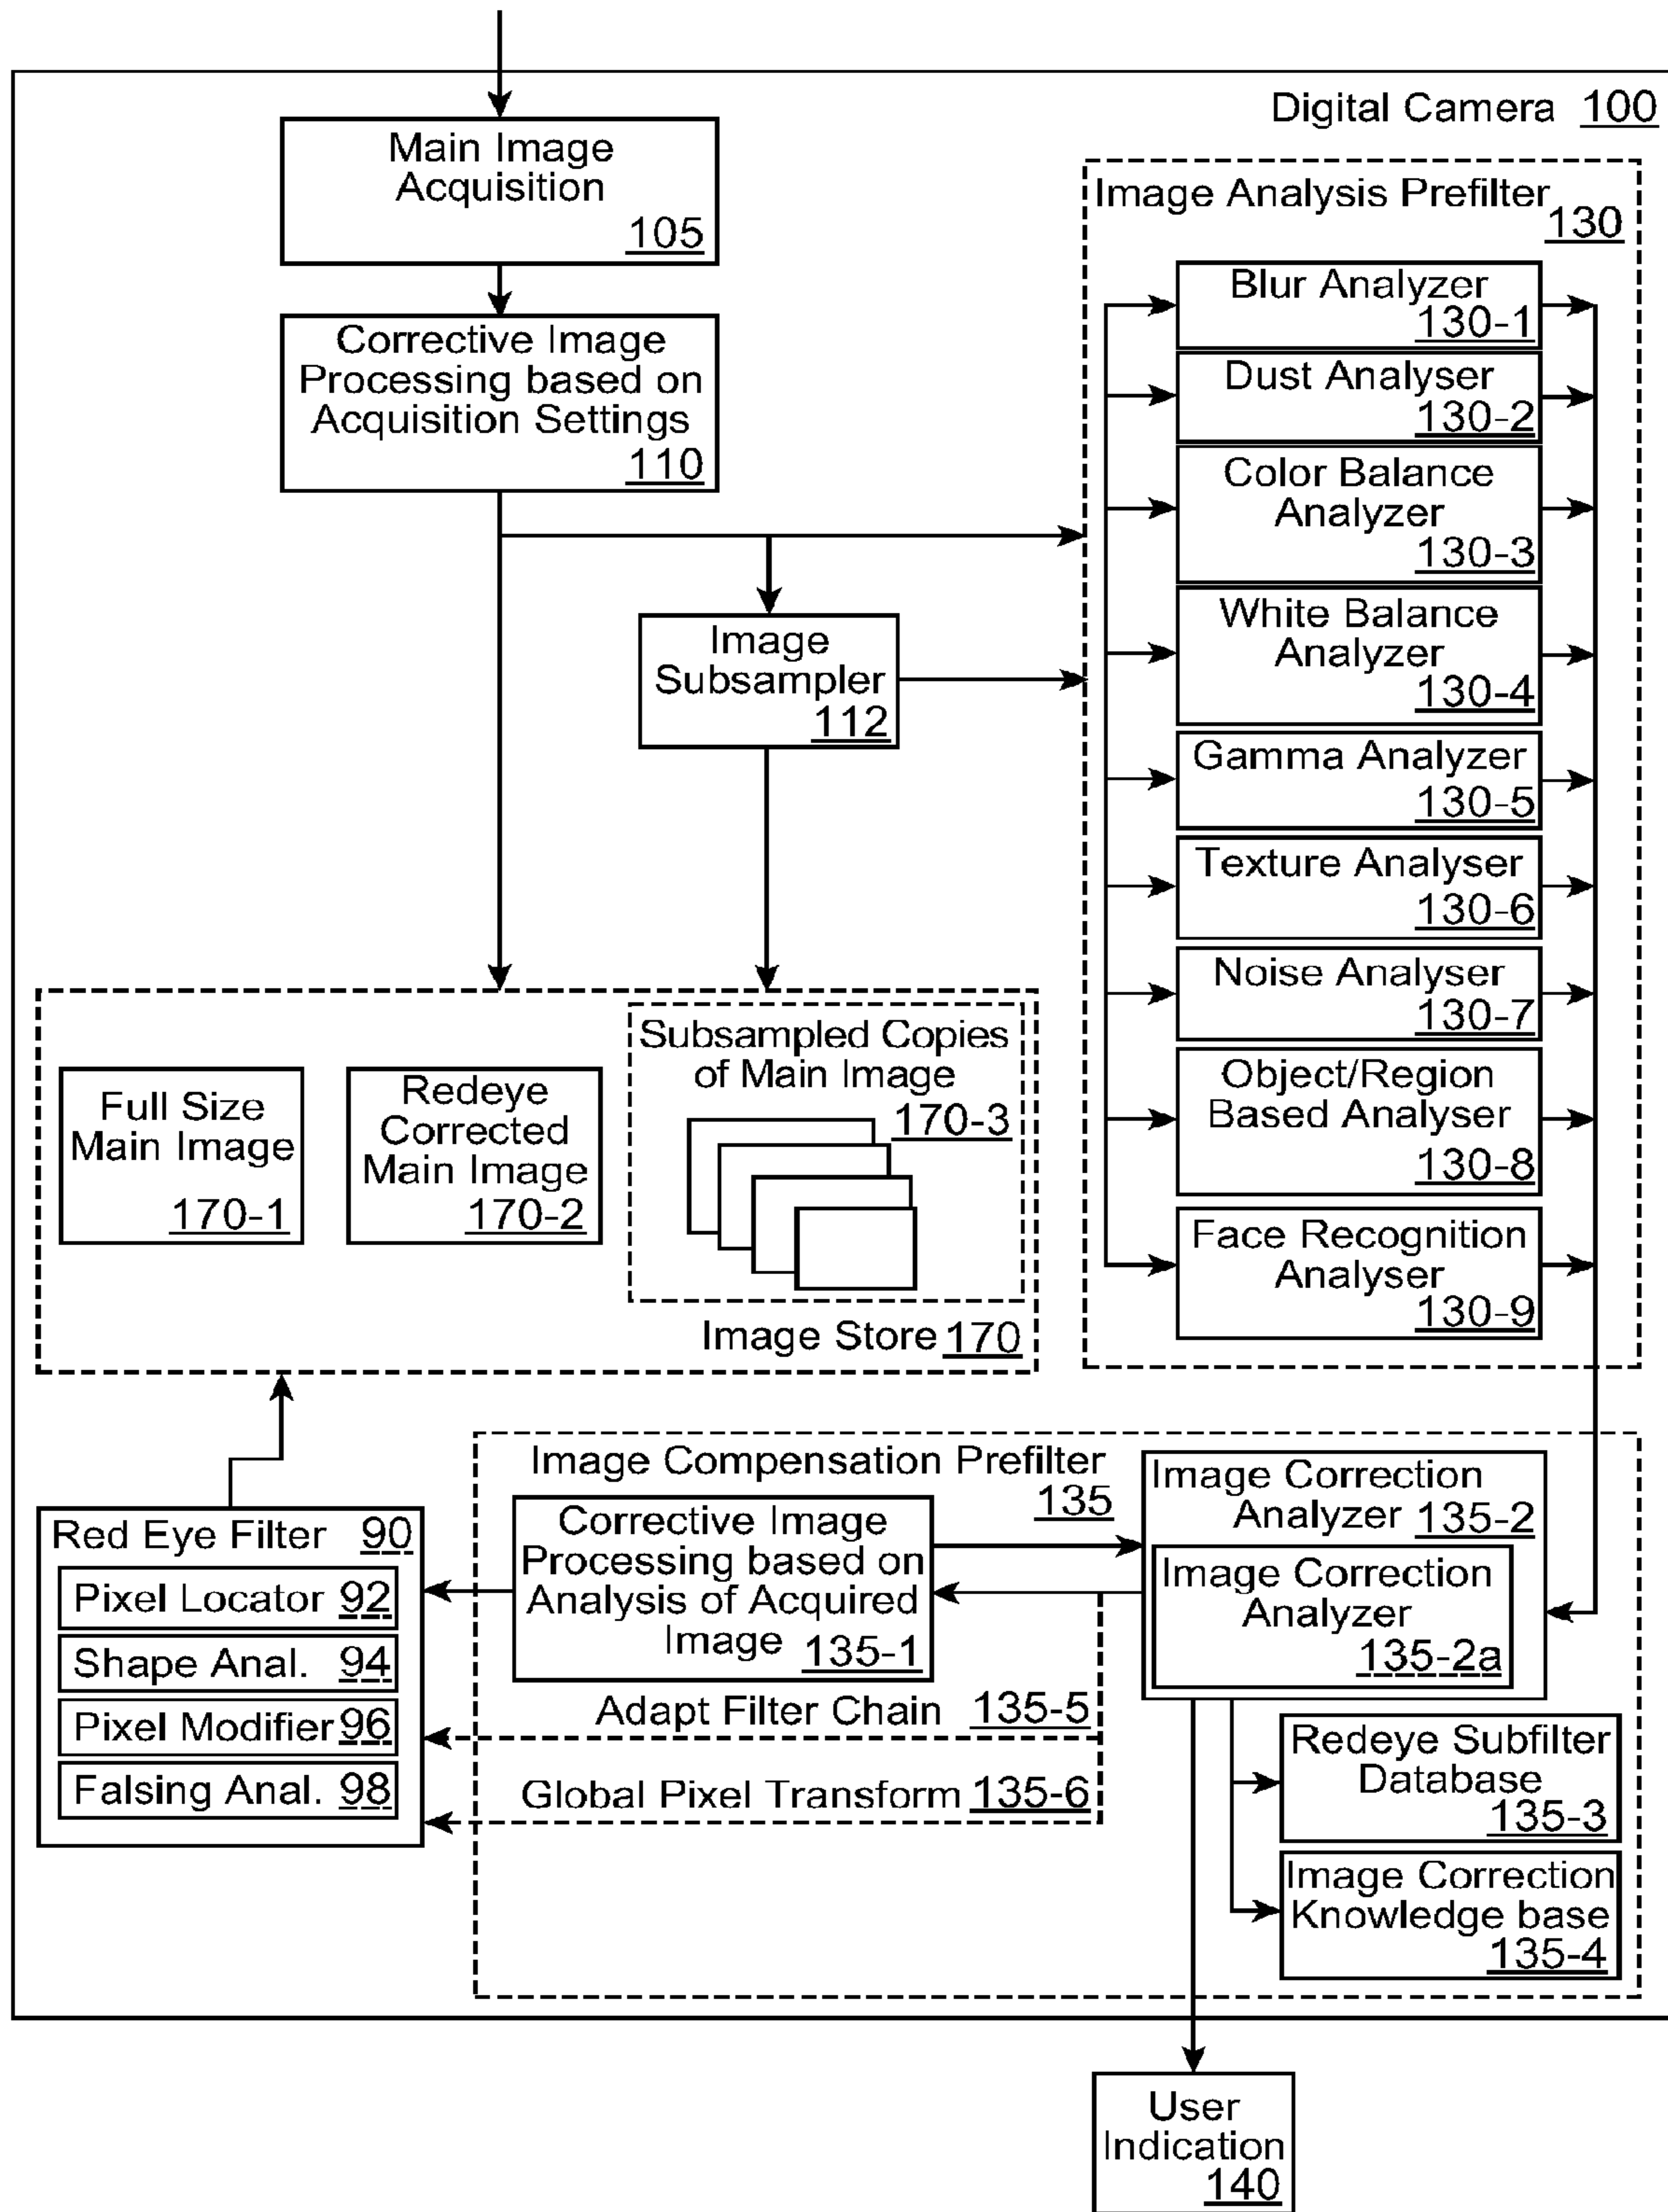 Digital Camera 100
Main Image
Acquisition
105
Corrective Image
Processing based on
Acquisition Settings
110
Image
Subsampler
112
Image Analysis Prefilter
130
Blur Analyzer
130-1
Dust Analyser
130-2
Color Balance
Analyzer
130-3
White Balance
Analyzer
130-4
Gamma Analyzer
130-5
Texture Analyser
130-6
Noise Analyser
130-7
Object/Region
Based Analyser
130-8
Face Recognition
Analyser
130-9
Full Size
Main Image
170-1
Redeye
Corrected
Main Image
170-2
Subsampled Copies
of Main Image
170-3
Image Store 170
Red Eye Filter 90
Pixel Locator 92
Shape Anal. 94
Pixel Modifier 96
Falsing Anal. 98
Image Compensation Prefilter
135
Corrective Image
Processing based on
Analysis of Acquired
Image 135-1
Adapt Filter Chain 135-5
Global Pixel Transform 135-6
Image Correction
Analyzer 135-2
Image Correction
Analyzer
135-2a
Redeye Subfilter
Database
135-3
Image Correction
Knowledge base
135-4
User
Indication
140